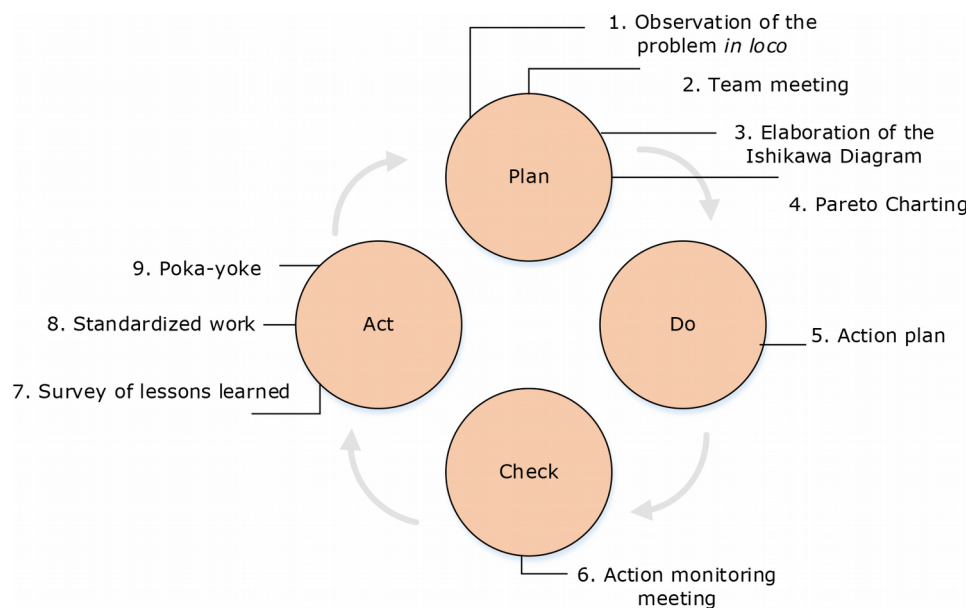 1. Observation of the
problem in loco
2. Team meeting
3. Elaboration of the
Ishikawa Diagram
Plan
4. Pareto Charting
9. Poka-yoke
8. Standardized work
Act
Do
5. Action plan
7. Survey of lessons learned
Check
6. Action monitoring
meeting